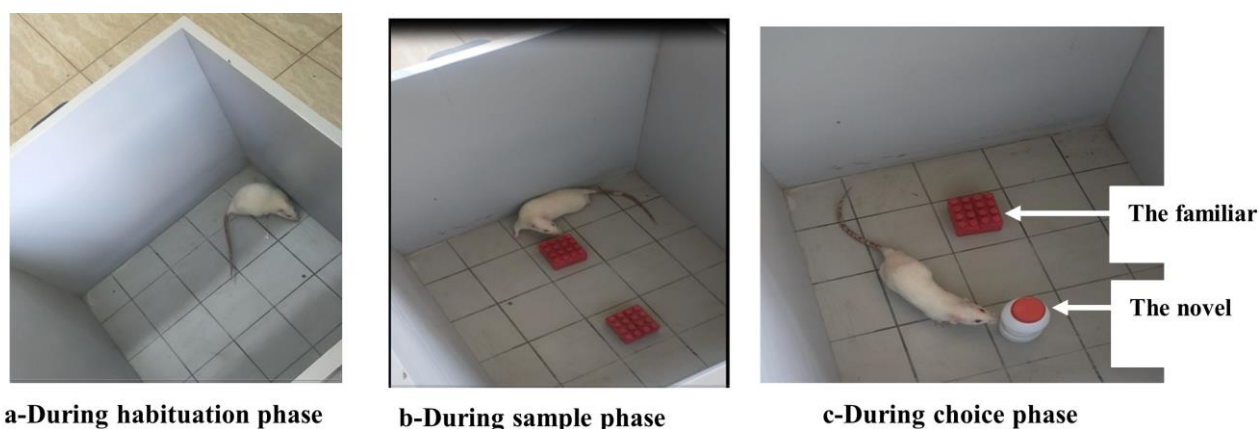 The familiar
The novel
a-During habituation phase
b-During sample phase
c-During choice phase